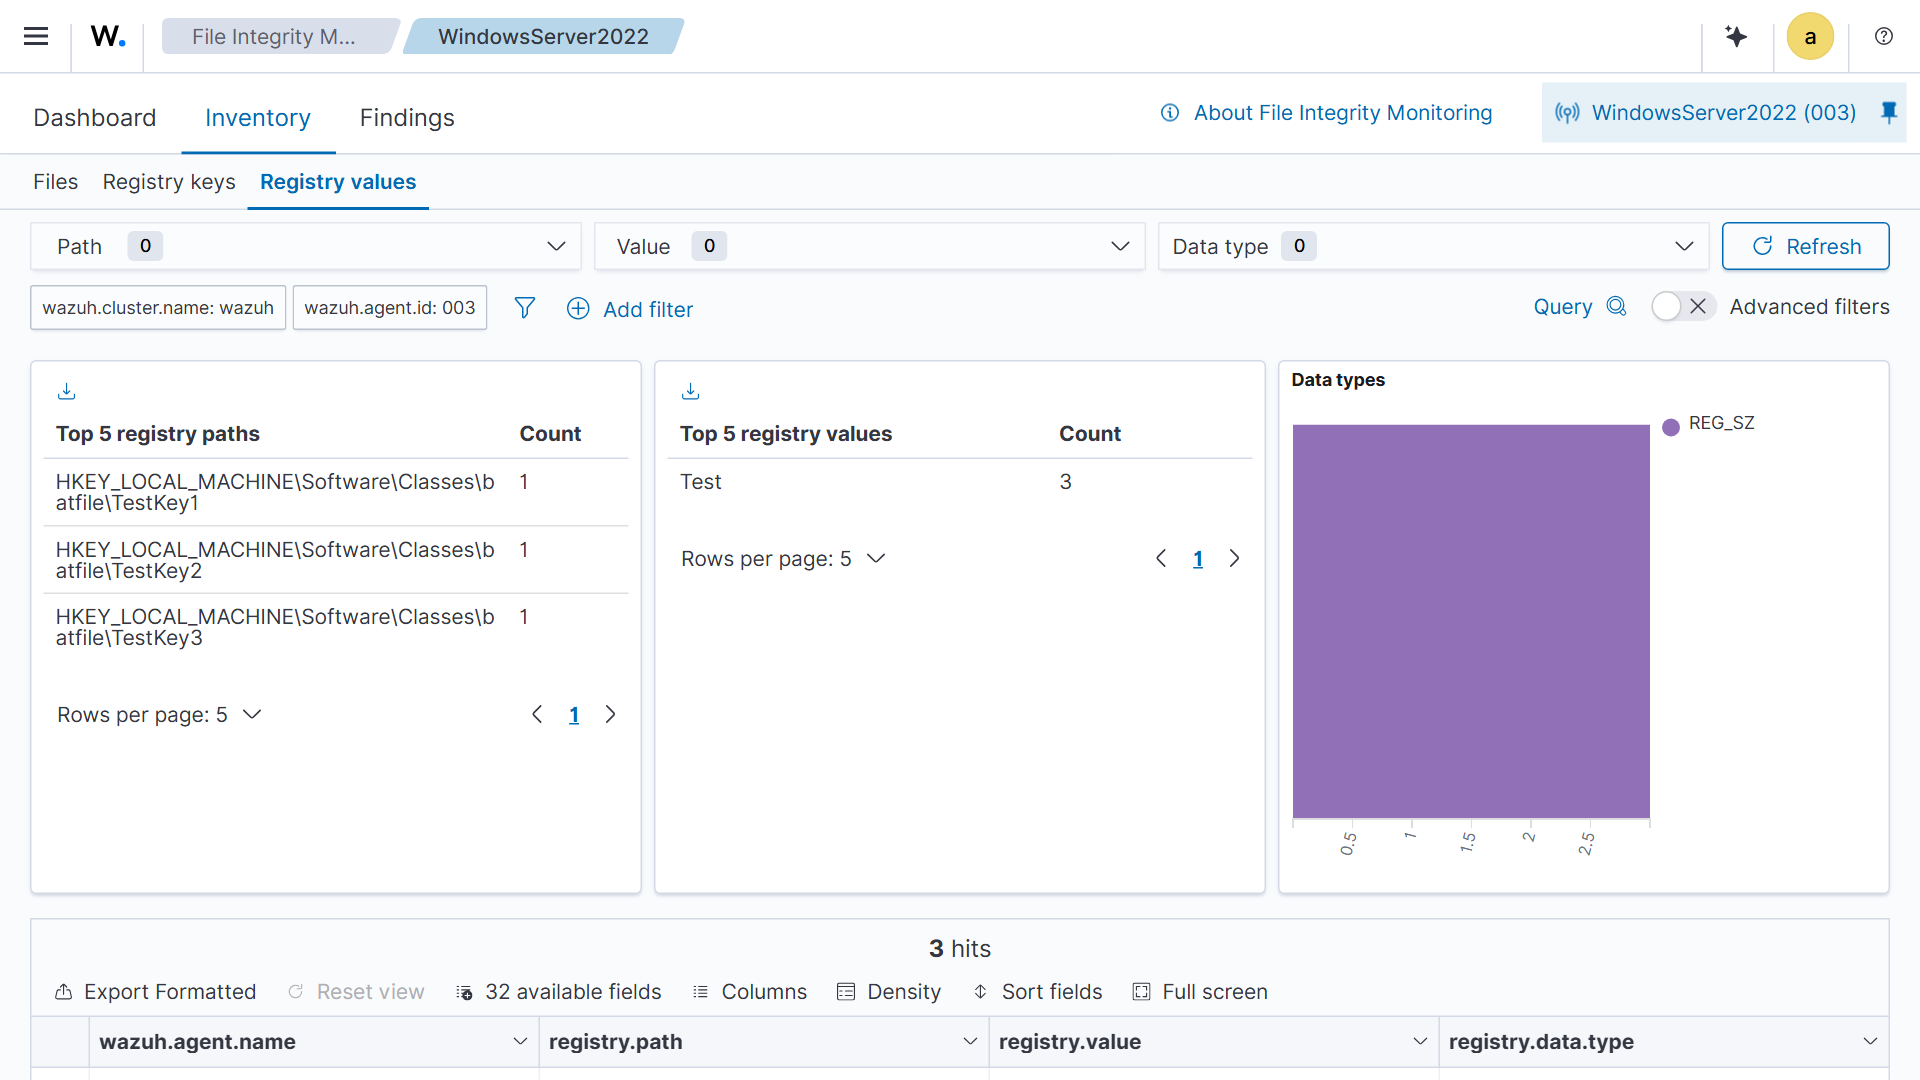 W.
File Integrity M...
WindowsServer2022
a
Dashboard
Inventory
Findings
About File Integrity Monitoring
WindowsServer2022 (003)
Files
Registry keys
Registry values
Path 0
Value 0
Data type 0
Refresh
wazuh.cluster.name: wazuh
wazuh.agent.id: 003
Add filter
Query
Advanced filters
Top 5 registry paths Count
HKEY_LOCAL_MACHINE\Software\Classes\b 1
atfile\TestKey1
HKEY_LOCAL_MACHINE\Software\Classes\b 1
atfile\TestKey2
HKEY_LOCAL_MACHINE\Software\Classes\b 1
atfile\TestKey3
Rows per page: 5
1
Top 5 registry values Count
Test 3
Rows per page: 5
1
Data types
REG_SZ
0.5
1
1.5
2
2.5
3 hits
Export Formatted
Reset view
32 available fields
Columns
Density
Sort fields
Full screen
wazuh.agent.name
registry.path
registry.value
registry.data.type